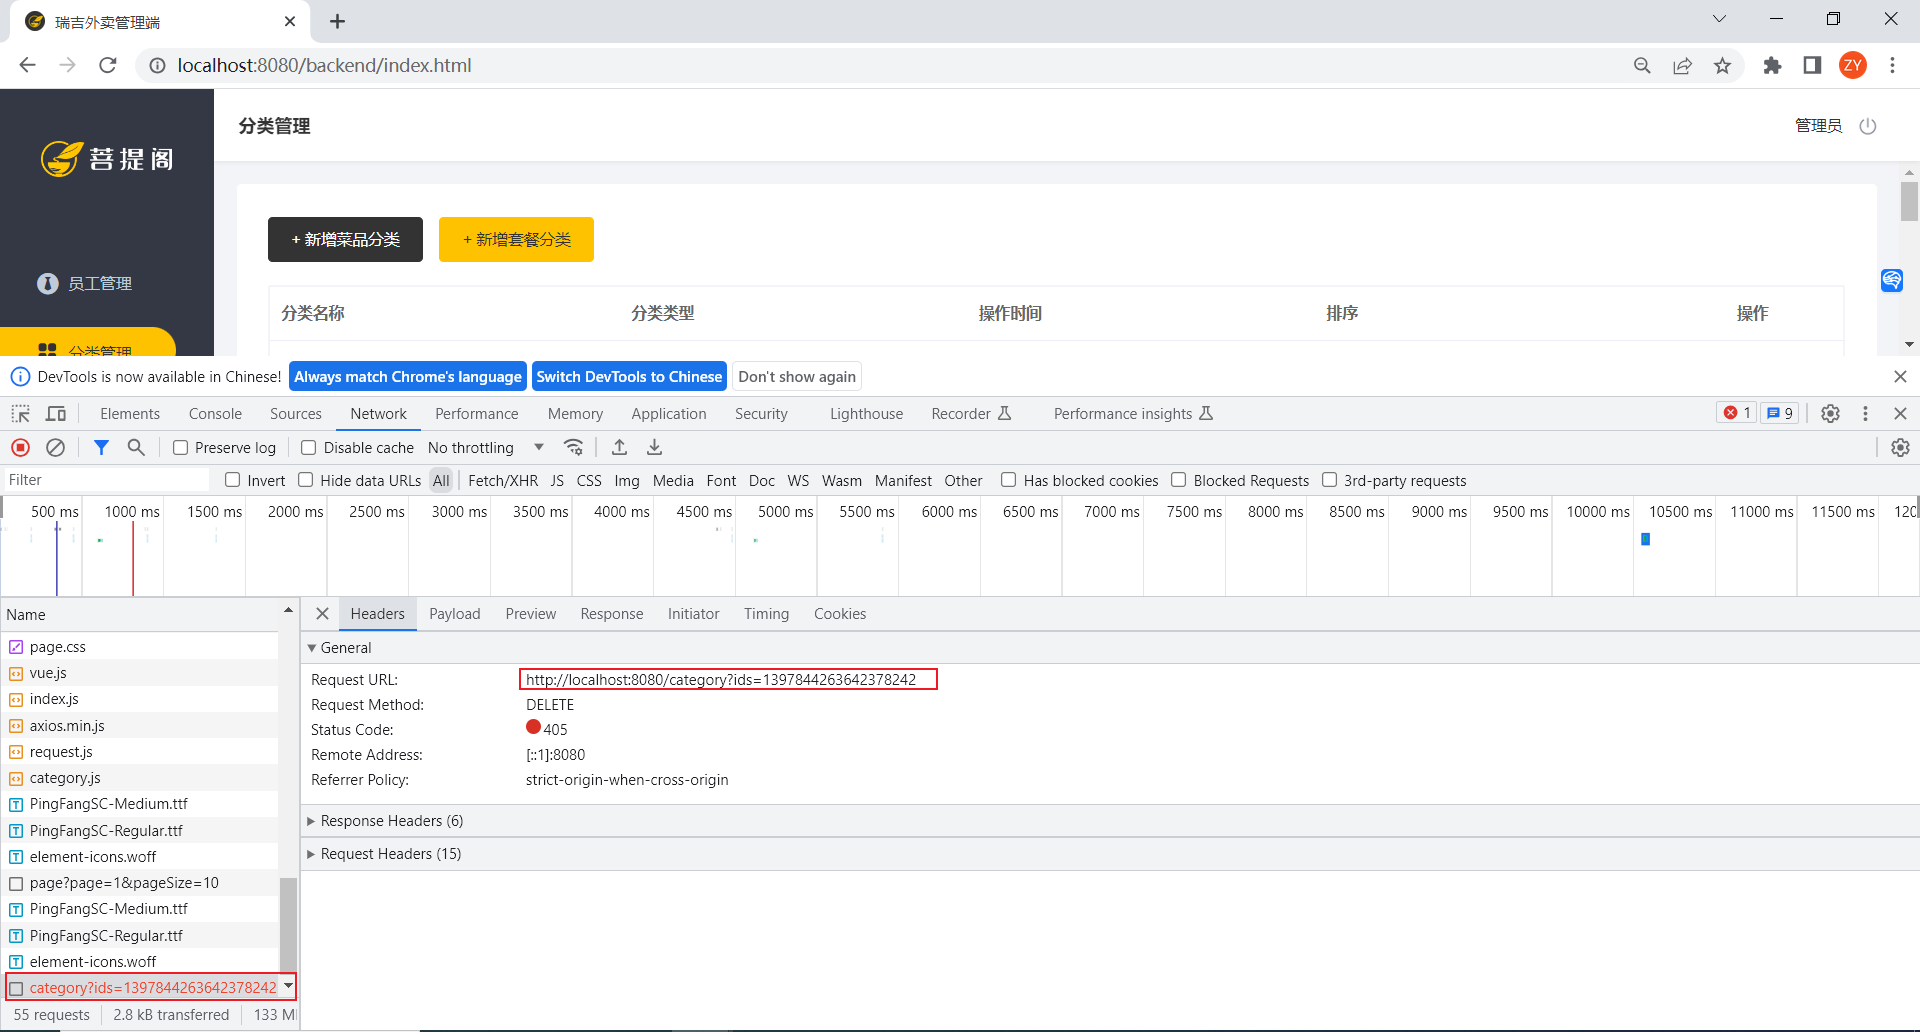 瑞吉外卖管理端
localhost:8080/backend/index.html
ZY
菩提阁
分类管理
管理员
+ 新增菜品分类
+ 新增套餐分类
员工管理
分类名称 分类类型 操作时间 排序 操作
分类管理
DevTools is now available in Chinese! Always match Chrome's language Switch DevTools to Chinese Don't show again
Elements Console Sources Network Performance Memory Application Security Lighthouse Recorder Performance insights 1 9
Preserve log Disable cache No throttling
Filter Invert Hide data URLs All Fetch/XHR JS CSS Img Media Font Doc WS Wasm Manifest Other Has blocked cookies Blocked Requests 3rd-party requests
500 ms 1000 ms 1500 ms 2000 ms 2500 ms 3000 ms 3500 ms 4000 ms 4500 ms 5000 ms 5500 ms 6000 ms 6500 ms 7000 ms 7500 ms 8000 ms 8500 ms 9000 ms 9500 ms 10000 ms 10500 ms 11000 ms 11500 ms 120
Name
page.css
vue.js
index.js
axios.min.js
request.js
category.js
PingFangSC-Medium.ttf
PingFangSC-Regular.ttf
element-icons.woff
page?page=1&pageSize=10
PingFangSC-Medium.ttf
PingFangSC-Regular.ttf
element-icons.woff
category?ids=1397844263642378242
55 requests 2.8 kB transferred 133 M
Headers Payload Preview Response Initiator Timing Cookies
General
Request URL: http://localhost:8080/category?ids=1397844263642378242
Request Method: DELETE
Status Code: 405
Remote Address: [::1]:8080
Referrer Policy: strict-origin-when-cross-origin
Response Headers (6)
Request Headers (15)